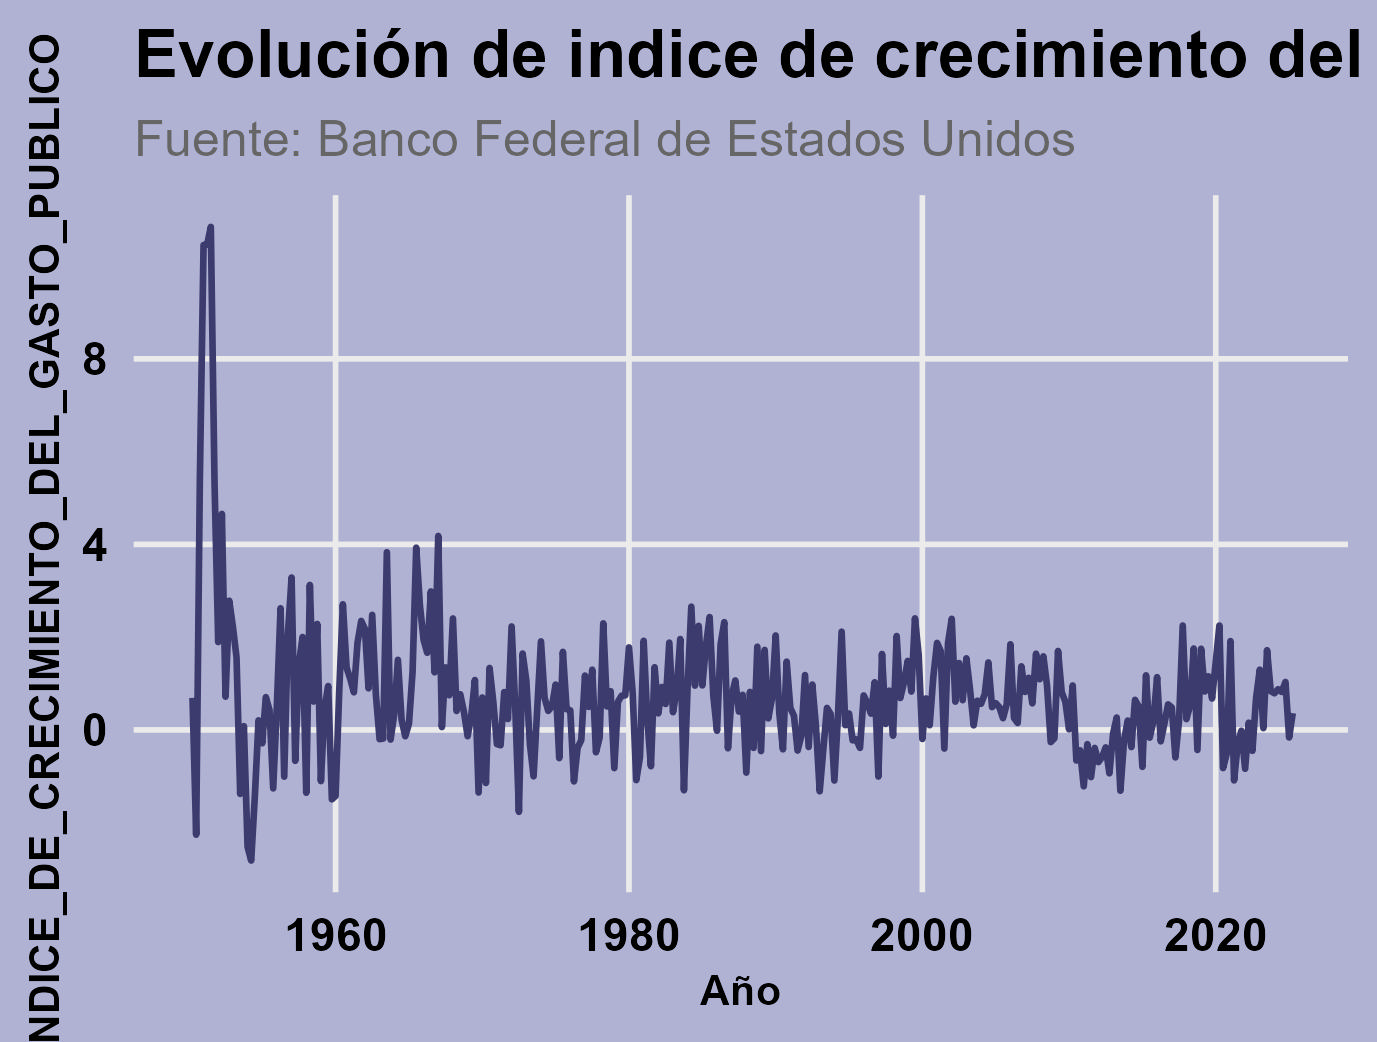 Evolución de indice de crecimiento del
Fuente: Banco Federal de Estados Unidos
NDICE_DE_CRECIMIENTO_DEL_GASTO_PUBLICO
8
4
0
1960 1980 2000 2020
Año